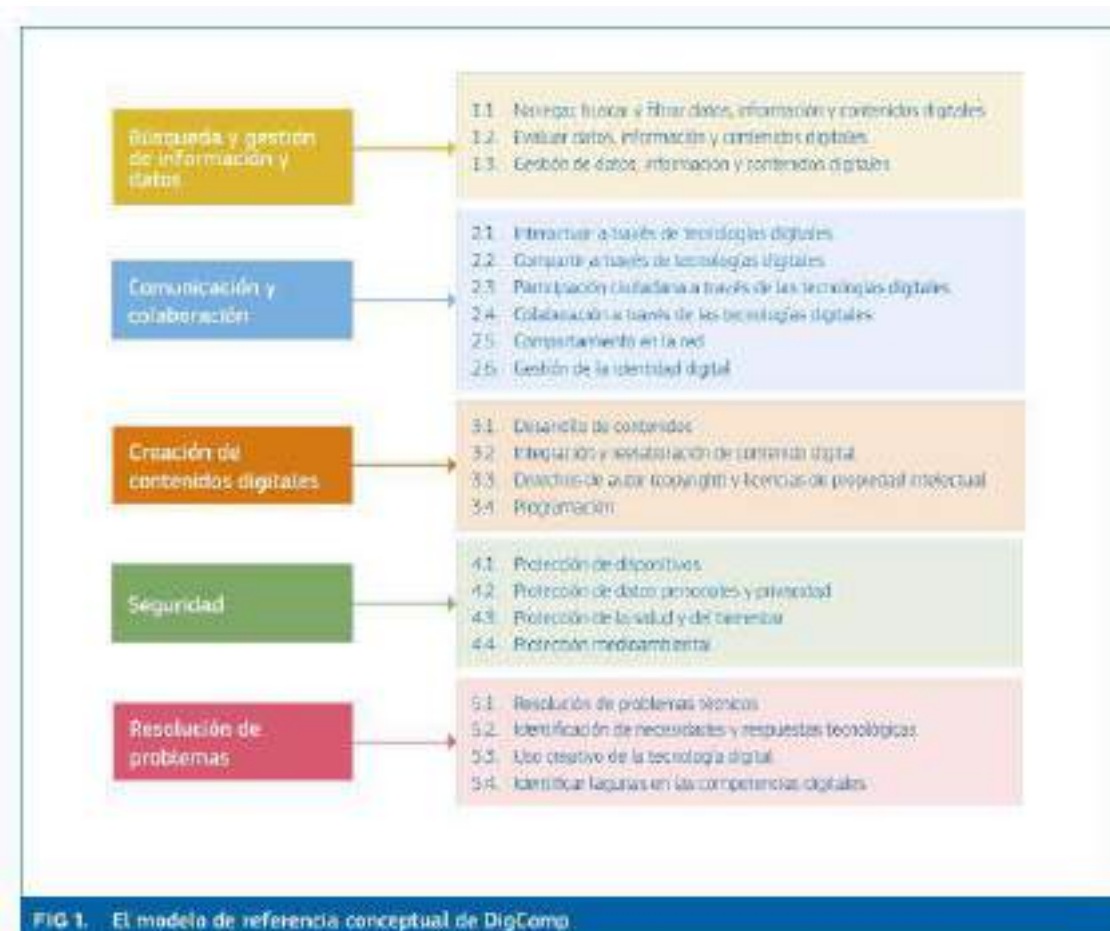 Búsqueda y gestión
de información y
datos
1.1. Navegar, buscar y filtrar datos, información y contenidos digitales
1.2. Evaluar datos, información y contenidos digitales
1.3. Gestión de datos, información y contenidos digitales
Comunicación y
colaboración
2.1. Interactuar a través de tecnologías digitales
2.2. Compartir a través de tecnologías digitales
2.3. Participación ciudadana a través de las tecnologías digitales
2.4. Colaboración a través de las tecnologías digitales
2.5. Comportamiento en la red
2.6. Gestión de la identidad digital
Creación de
contenidos digitales
3.1. Desarrollo de contenidos
3.2. Integración y reelaboración de contenido digital
3.3. Derechos de autor (copyright) y licencias de propiedad intelectual
3.4. Programación
Seguridad
4.1. Protección de dispositivos
4.2. Protección de datos personales y privacidad
4.3. Protección de la salud y del bienestar
4.4. Protección medioambiental
Resolución de
problemas
5.1. Resolución de problemas técnicos
5.2. Identificación de necesidades y respuestas tecnológicas
5.3. Uso creativo de la tecnología digital
5.4. Identificar lagunas en las competencias digitales
FIG 1. El modelo de referencia conceptual de DigComp